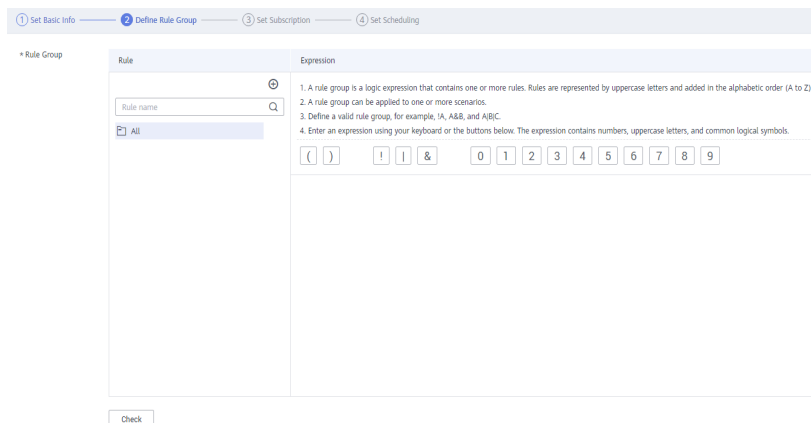 1 Set Basic Info 2 Define Rule Group 3 Set Subscription 4 Set Scheduling
* Rule Group
Rule Expression
Rule name
All
1. A rule group is a logic expression that contains one or more rules. Rules are represented by uppercase letters and added in the alphabetic order (A to Z)
2. A rule group can be applied to one or more scenarios.
3. Define a valid rule group, for example, !A, A&B, and A|B|C.
4. Enter an expression using your keyboard or the buttons below. The expression contains numbers, uppercase letters, and common logical symbols.
( ) ! | & 0 1 2 3 4 5 6 7 8 9
Check